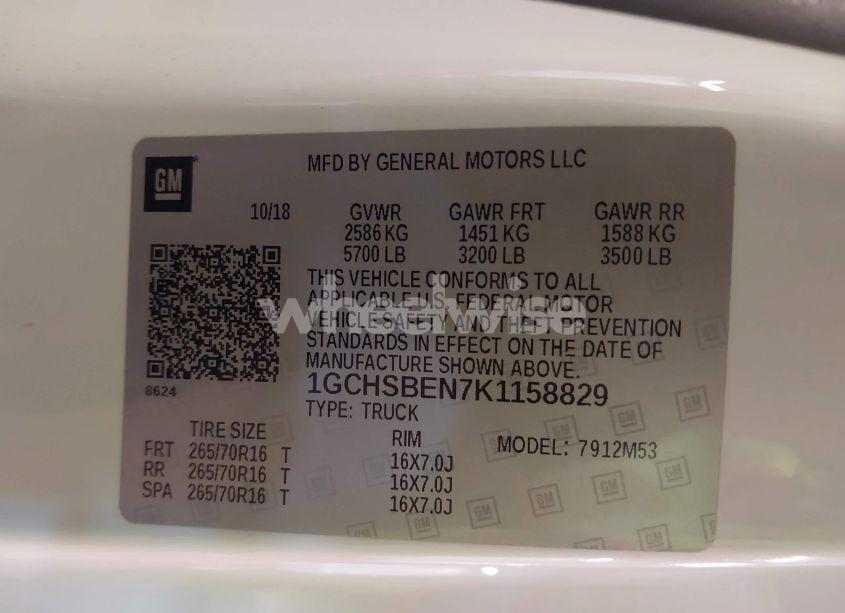 MFD BY GENERAL MOTORS LLC
GM
10/18 GVWR GAWR FRT GAWR RR
2586 KG 1451 KG 1588 KG
5700 LB 3200 LB 3500 LB
THIS VEHICLE CONFORMS TO ALL
APPLICABLE U.S. FEDERAL MOTOR
VEHICLE SAFETY AND THEFT PREVENTION
STANDARDS IN EFFECT ON THE DATE OF
MANUFACTURE SHOWN ABOVE.
wheelwise
8624
1GCHSBEN7K1158829
TYPE: TRUCK
TIRE SIZE RIM MODEL: 7912M53
FRT 265/70R16 T 16X7.0J
RR 265/70R16 T 16X7.0J
SPA 265/70R16 T 16X7.0J